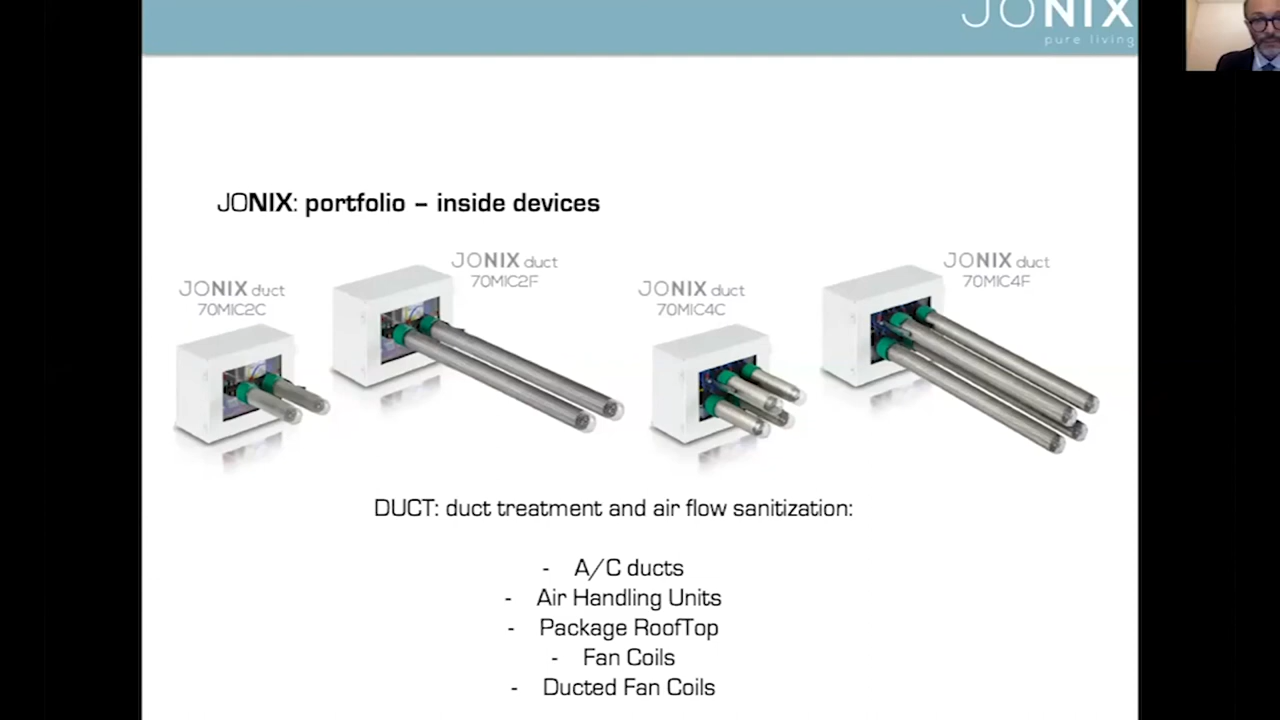 JONIX
pure living
JONIX: portfolio – inside devices
JONIX duct
70MIC2C
JONIX duct
70MIC2F
JONIX duct
70MIC4C
JONIX duct
70MIC4F
DUCT: duct treatment and air flow sanitization:
- A/C ducts
- Air Handling Units
- Package RoofTop
- Fan Coils
- Ducted Fan Coils